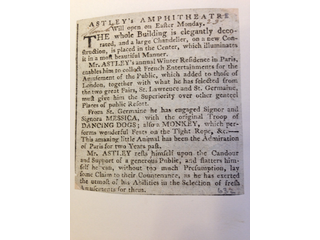 ASTLEY's AMPHITHEATRE
Will open on Easter Monday.
THE whole Building is elegantly deco-
rated, and a large Chandelier, on a new Con-
struction, is placed in the Center, which illuminates
it in a most beautiful Manner.
Mr. ASTLEY's annual Winter Residence in Paris,
enables him to collect French Entertainments for the
Amusement of the Public, which added to those of
London, together with what he has selected from
the two great Fairs, St. Lawrence and St. Germaine,
must give him the Superiority over other genteel
Places of public Resort.
From St. Germaine he has engaged Signor and
Signora MESSICA, with the original Troop of
DANCING DOGS; also a MONKEY, which per-
forms wonderful Feats on the Tight Rope, &c.—
This amazing little Animal has been the Admiration
of Paris for two Years past.
Mr. ASTLEY rests himself upon the Candour
and Support of a generous Public; and flatters him-
self he can, without too much Presumption, lay
some Claim to their Countenance, as he has exerted
the utmost of his Abilities in the Selection of fresh
Amusements for them.